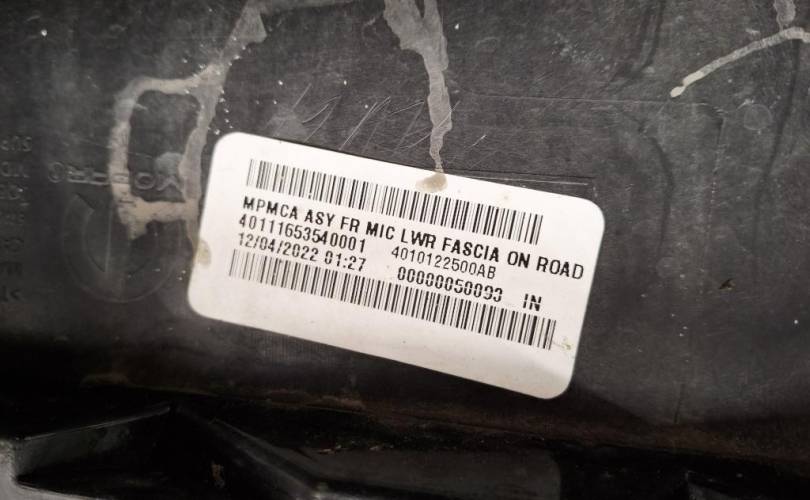 MPMCA ASY FR MIC LWR FASCIA ON ROAD
40111653540001 4010122500AB
12/04/2022 01:27 00000050093 IN